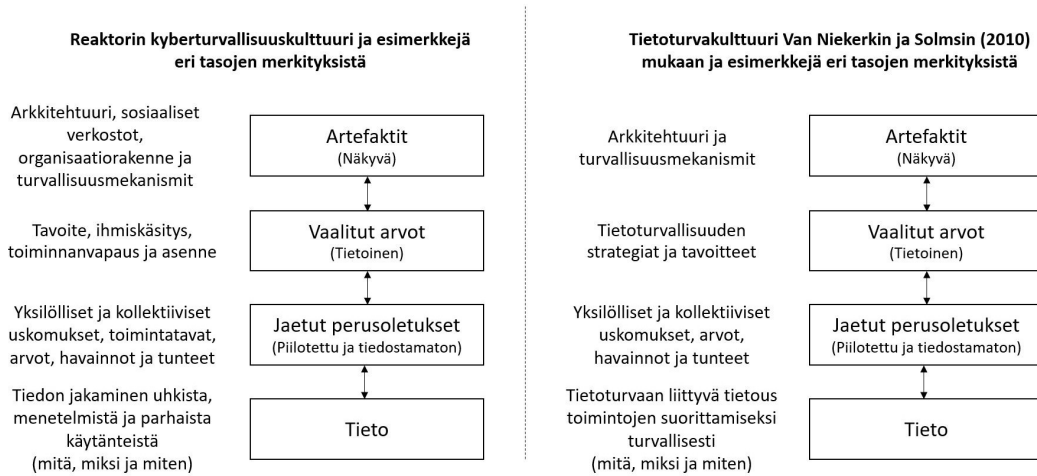 Reaktorin kyberturvallisuuskulttuuri ja esimerkkejä
eri tasojen merkityksistä
Arkkitehtuuri, sosiaaliset
verkostot,
organisaatiorakenne ja
turvallisuusmekanismit
Artefaktit
(Näkyvä)
Tavoite, ihmiskäsitys,
toiminnanvapaus ja asenne
Vaalitut arvot
(Tietoinen)
Yksilölliset ja kollektiiviset
uskomukset, toimintatavat,
arvot, havainnot ja tunteet
Jaetut perusoletukset
(Piilotettu ja tiedostamaton)
Tiedon jakaminen uhkista,
menetelmistä ja parhaista
käytänteistä
(mitä, miksi ja miten)
Tieto
Tietoturvakulttuuri Van Niekerkin ja Solmsin (2010)
mukaan ja esimerkkejä eri tasojen merkityksistä
Arkkitehtuuri ja
turvallisuusmekanismit
Artefaktit
(Näkyvä)
Tietoturvallisuuden
strategiat ja tavoitteet
Vaalitut arvot
(Tietoinen)
Yksilölliset ja kollektiiviset
uskomukset, arvot,
havainnot ja tunteet
Jaetut perusoletukset
(Piilotettu ja tiedostamaton)
Tietoturvaan liittyvä tietous
toimintojen suorittamiseksi
turvallisesti
(mitä, miksi ja miten)
Tieto